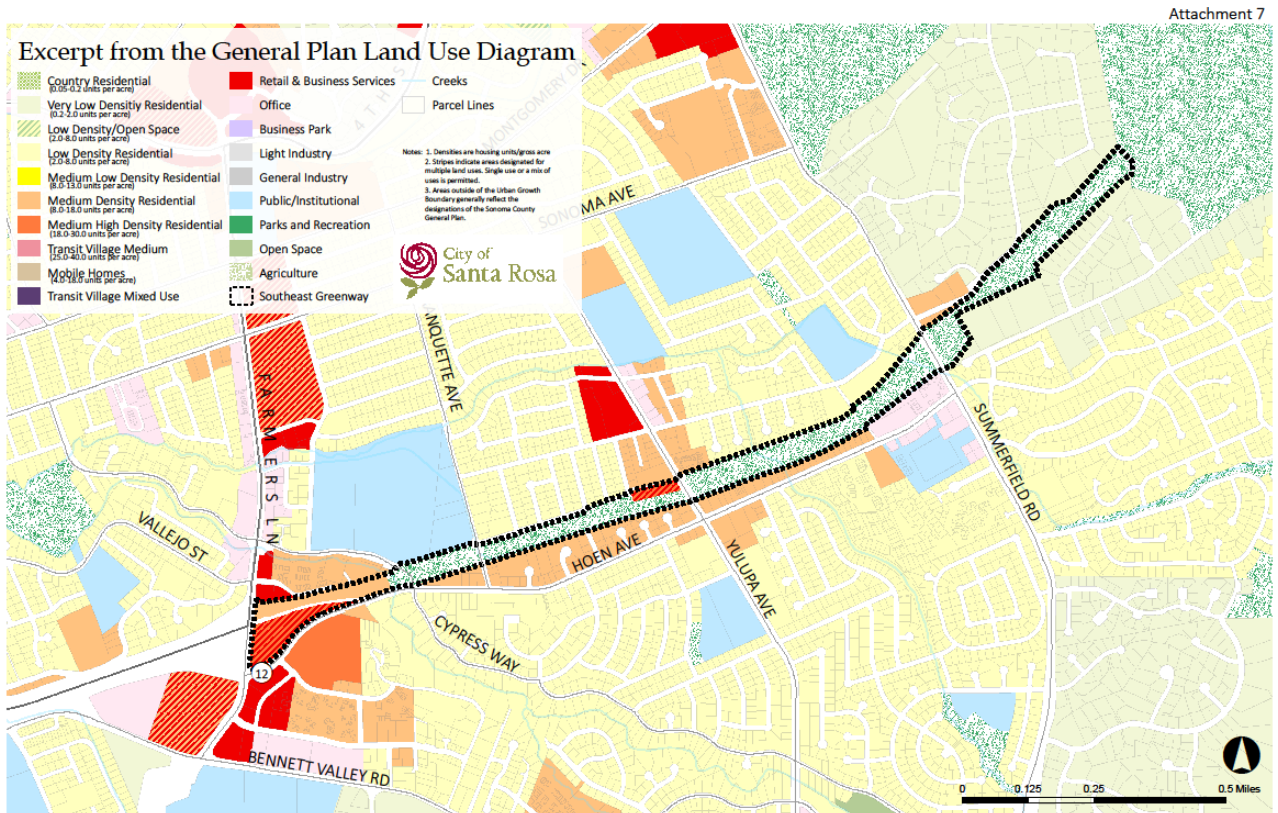 Attachment 7
Excerpt from the General Plan Land Use Diagram
Country Residential
(0.05-0.2 units per acre)
Very Low Densitiy Residential
(0.2-2.0 units per acre)
Low Density/Open Space
(2.0-8.0 units per acre)
Low Density Residential
(2.0-8.0 units per acre)
Medium Low Density Residential
(8.0-13.0 units per acre)
Medium Density Residential
(8.0-18.0 units per acre)
Medium High Density Residential
(18.0-30.0 units per acre)
Transit Village Medium
(25.0-40.0 units per acre)
Mobile Homes
(4.0-18.0 units per acre)
Transit Village Mixed Use
Retail & Business Services
Office
Business Park
Light Industry
General Industry
Public/Institutional
Parks and Recreation
Open Space
Agriculture
Southeast Greenway
Creeks
Parcel Lines
Notes: 1. Densities are housing units/gross acre
2. Stripes indicate areas designated for
multiple land uses. Single use or a mix of
uses is permitted.
3. Areas outside of the Urban Growth
Boundary generally reflect the
designations of the Sonoma County
General Plan.
City of
Santa Rosa
4TH S
MONTGOMERY D
SONOMA AVE
NQUETTE AVE
FARMERS LN
VALLEJO ST
HOEN AVE
CYPRESS WAY
YULUPA AVE
SUMMERFIELD RD
12
BENNETT VALLEY RD
0 0.125 0.25 0.5 Miles